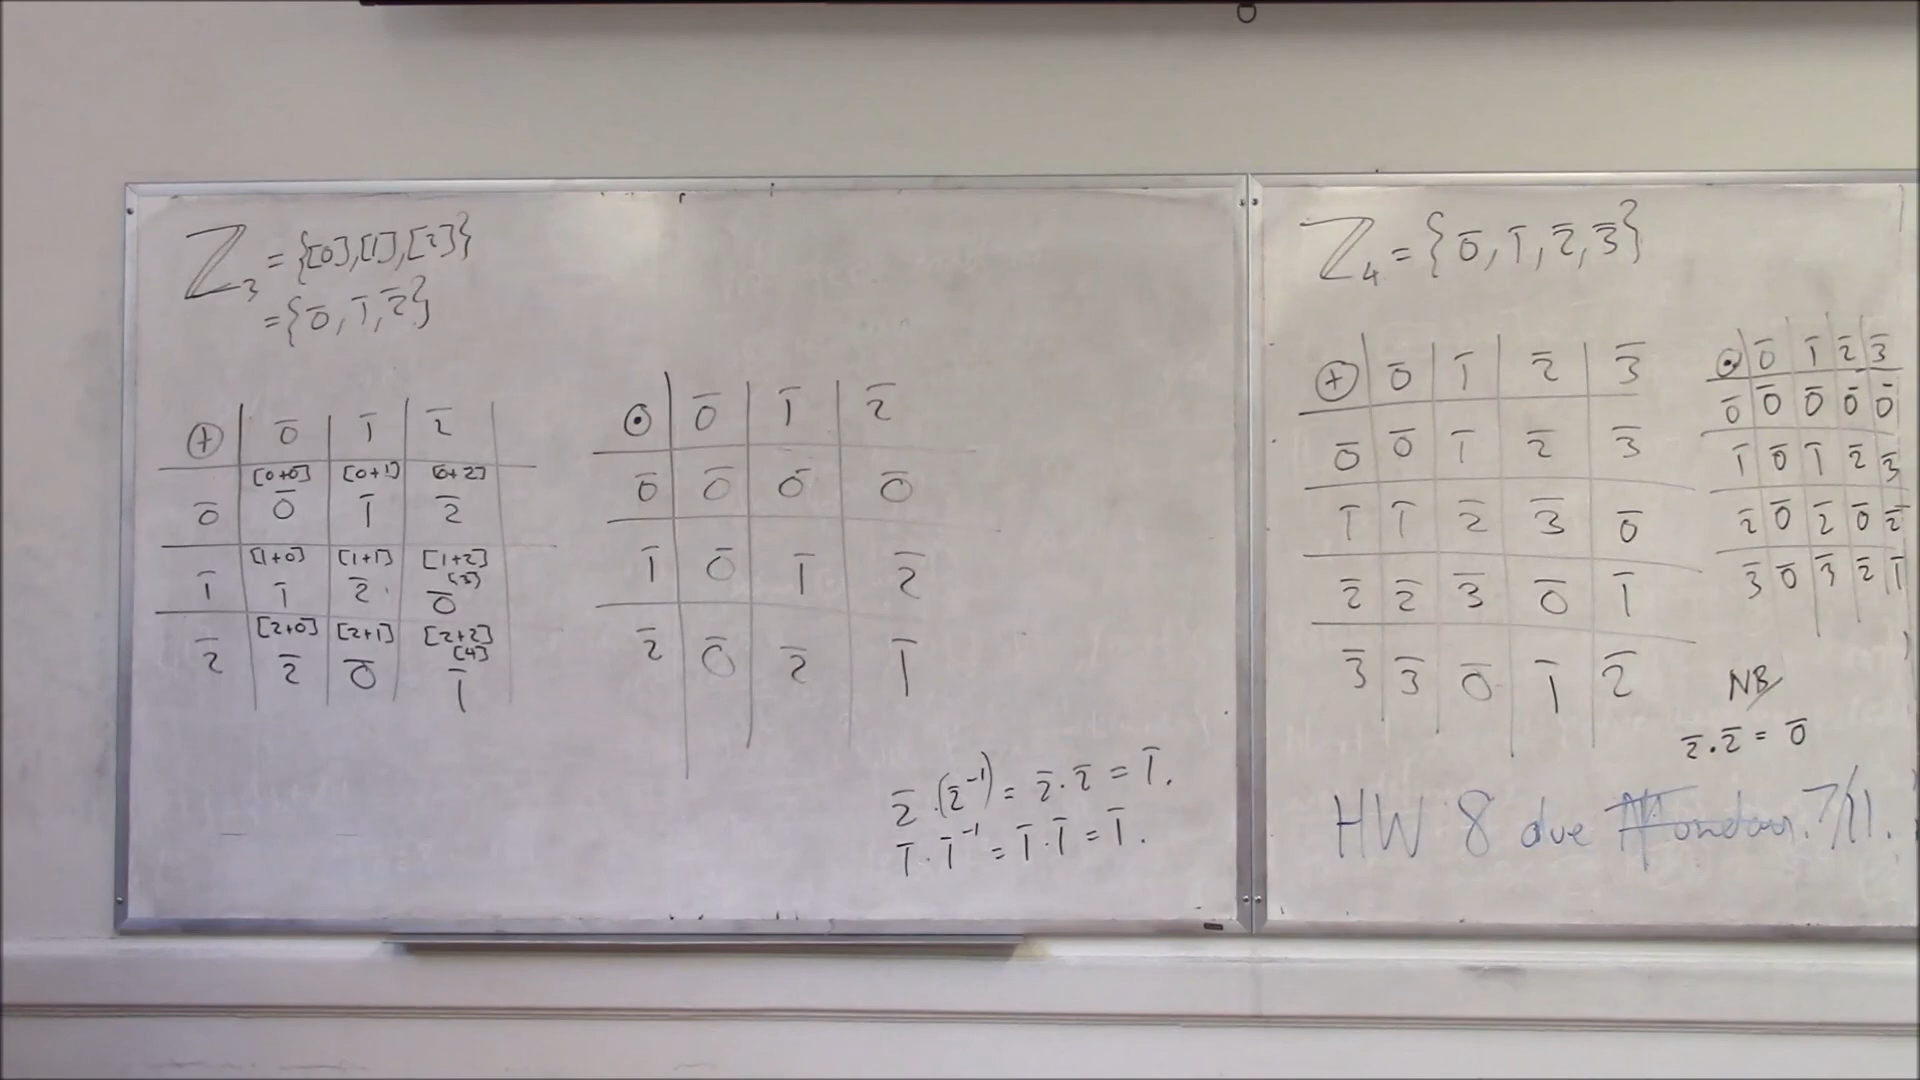 ℤ₃ = {[0],[1],[2]}
= {0̄, 1̄, 2̄}
⊕ 0̄ 1̄ 2̄
[0+0] [0+1] [0+2]
0̄ 0̄ 1̄ 2̄
[1+0] [1+1] [1+2]
[3]
1̄ 1̄ 2̄ 0̄
[2+0] [2+1] [2+2]
[4]
2̄ 2̄ 0̄ 1̄
⊙ 0̄ 1̄ 2̄
0̄ 0̄ 0̄ 0̄
1̄ 0̄ 1̄ 2̄
2̄ 0̄ 2̄ 1̄
2̄·(2̄⁻¹) = 2̄·2̄ = 1̄.
1̄·1̄⁻¹ = 1̄·1̄ = 1̄.
ℤ₄ = {0̄, 1̄, 2̄, 3̄}
⊕ 0̄ 1̄ 2̄ 3̄
0̄ 0̄ 1̄ 2̄ 3̄
1̄ 1̄ 2̄ 3̄ 0̄
2̄ 2̄ 3̄ 0̄ 1̄
3̄ 3̄ 0̄ 1̄ 2̄
⊙ 0̄ 1̄ 2̄ 3̄
0̄ 0̄ 0̄ 0̄ 0̄
1̄ 0̄ 1̄ 2̄ 3̄
2̄ 0̄ 2̄ 0̄ 2̄
3̄ 0̄ 3̄ 2̄ 1̄
NB
2̄·2̄ = 0̄
HW 8 due Monday. 7/11.